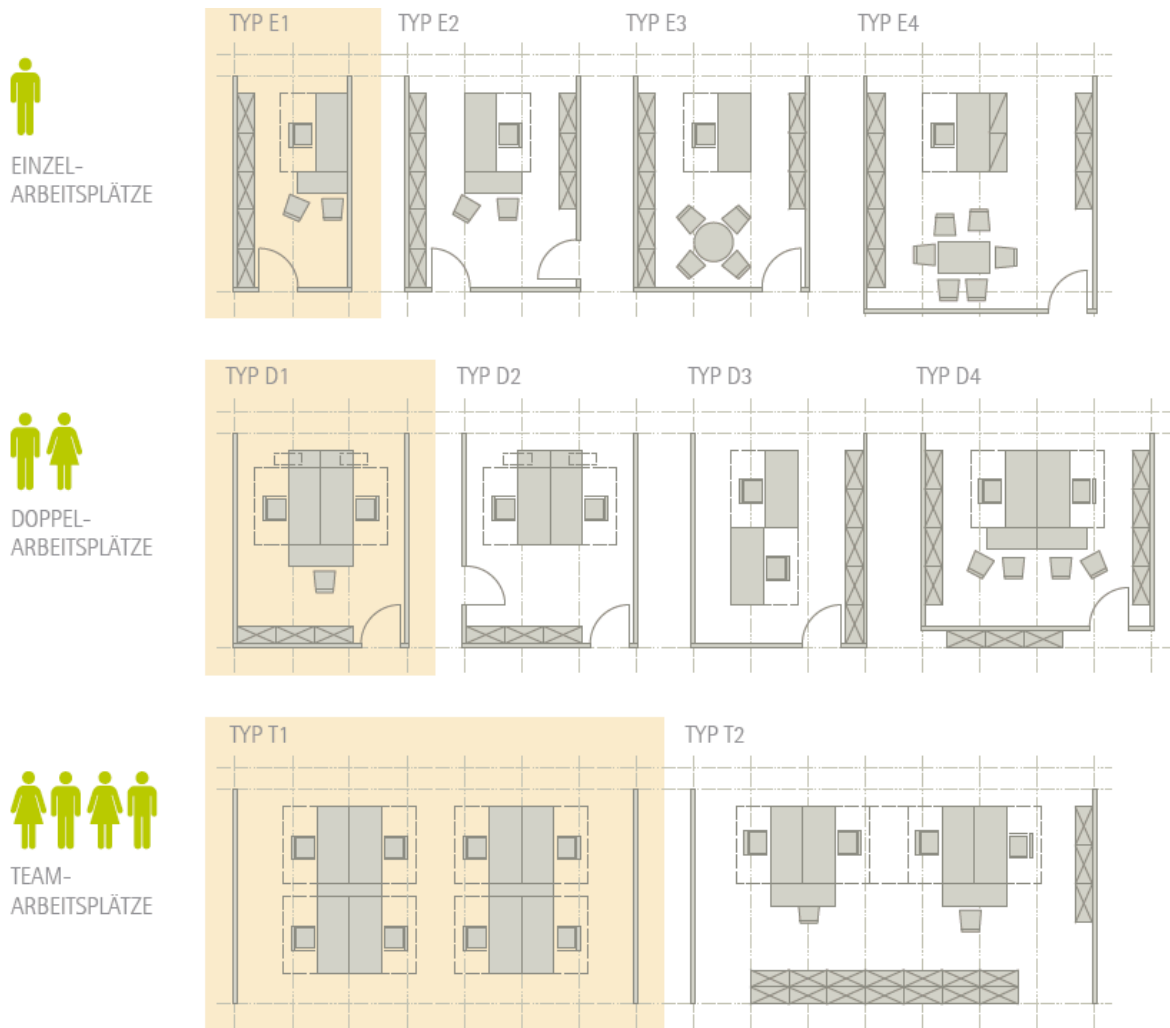 TYP E1
TYP E2
TYP E3
TYP E4
EINZEL-
ARBEITSPLÄTZE
TYP D1
TYP D2
TYP D3
TYP D4
DOPPEL-
ARBEITSPLÄTZE
TYP T1
TYP T2
TEAM-
ARBEITSPLÄTZE